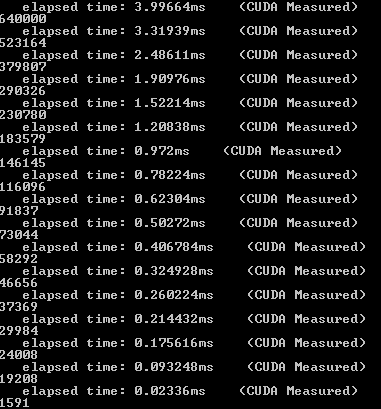 elapsed time: 3.99664ms (CUDA Measured)
640000
elapsed time: 3.31939ms (CUDA Measured)
523164
elapsed time: 2.48611ms (CUDA Measured)
379807
elapsed time: 1.90976ms (CUDA Measured)
290326
elapsed time: 1.52214ms (CUDA Measured)
230780
elapsed time: 1.20838ms (CUDA Measured)
183579
elapsed time: 0.972ms (CUDA Measured)
146145
elapsed time: 0.78224ms (CUDA Measured)
116096
elapsed time: 0.62304ms (CUDA Measured)
91837
elapsed time: 0.50272ms (CUDA Measured)
73044
elapsed time: 0.406784ms (CUDA Measured)
58292
elapsed time: 0.324928ms (CUDA Measured)
46656
elapsed time: 0.260224ms (CUDA Measured)
37369
elapsed time: 0.214432ms (CUDA Measured)
29984
elapsed time: 0.175616ms (CUDA Measured)
24008
elapsed time: 0.093248ms (CUDA Measured)
19208
elapsed time: 0.02336ms (CUDA Measured)
1591